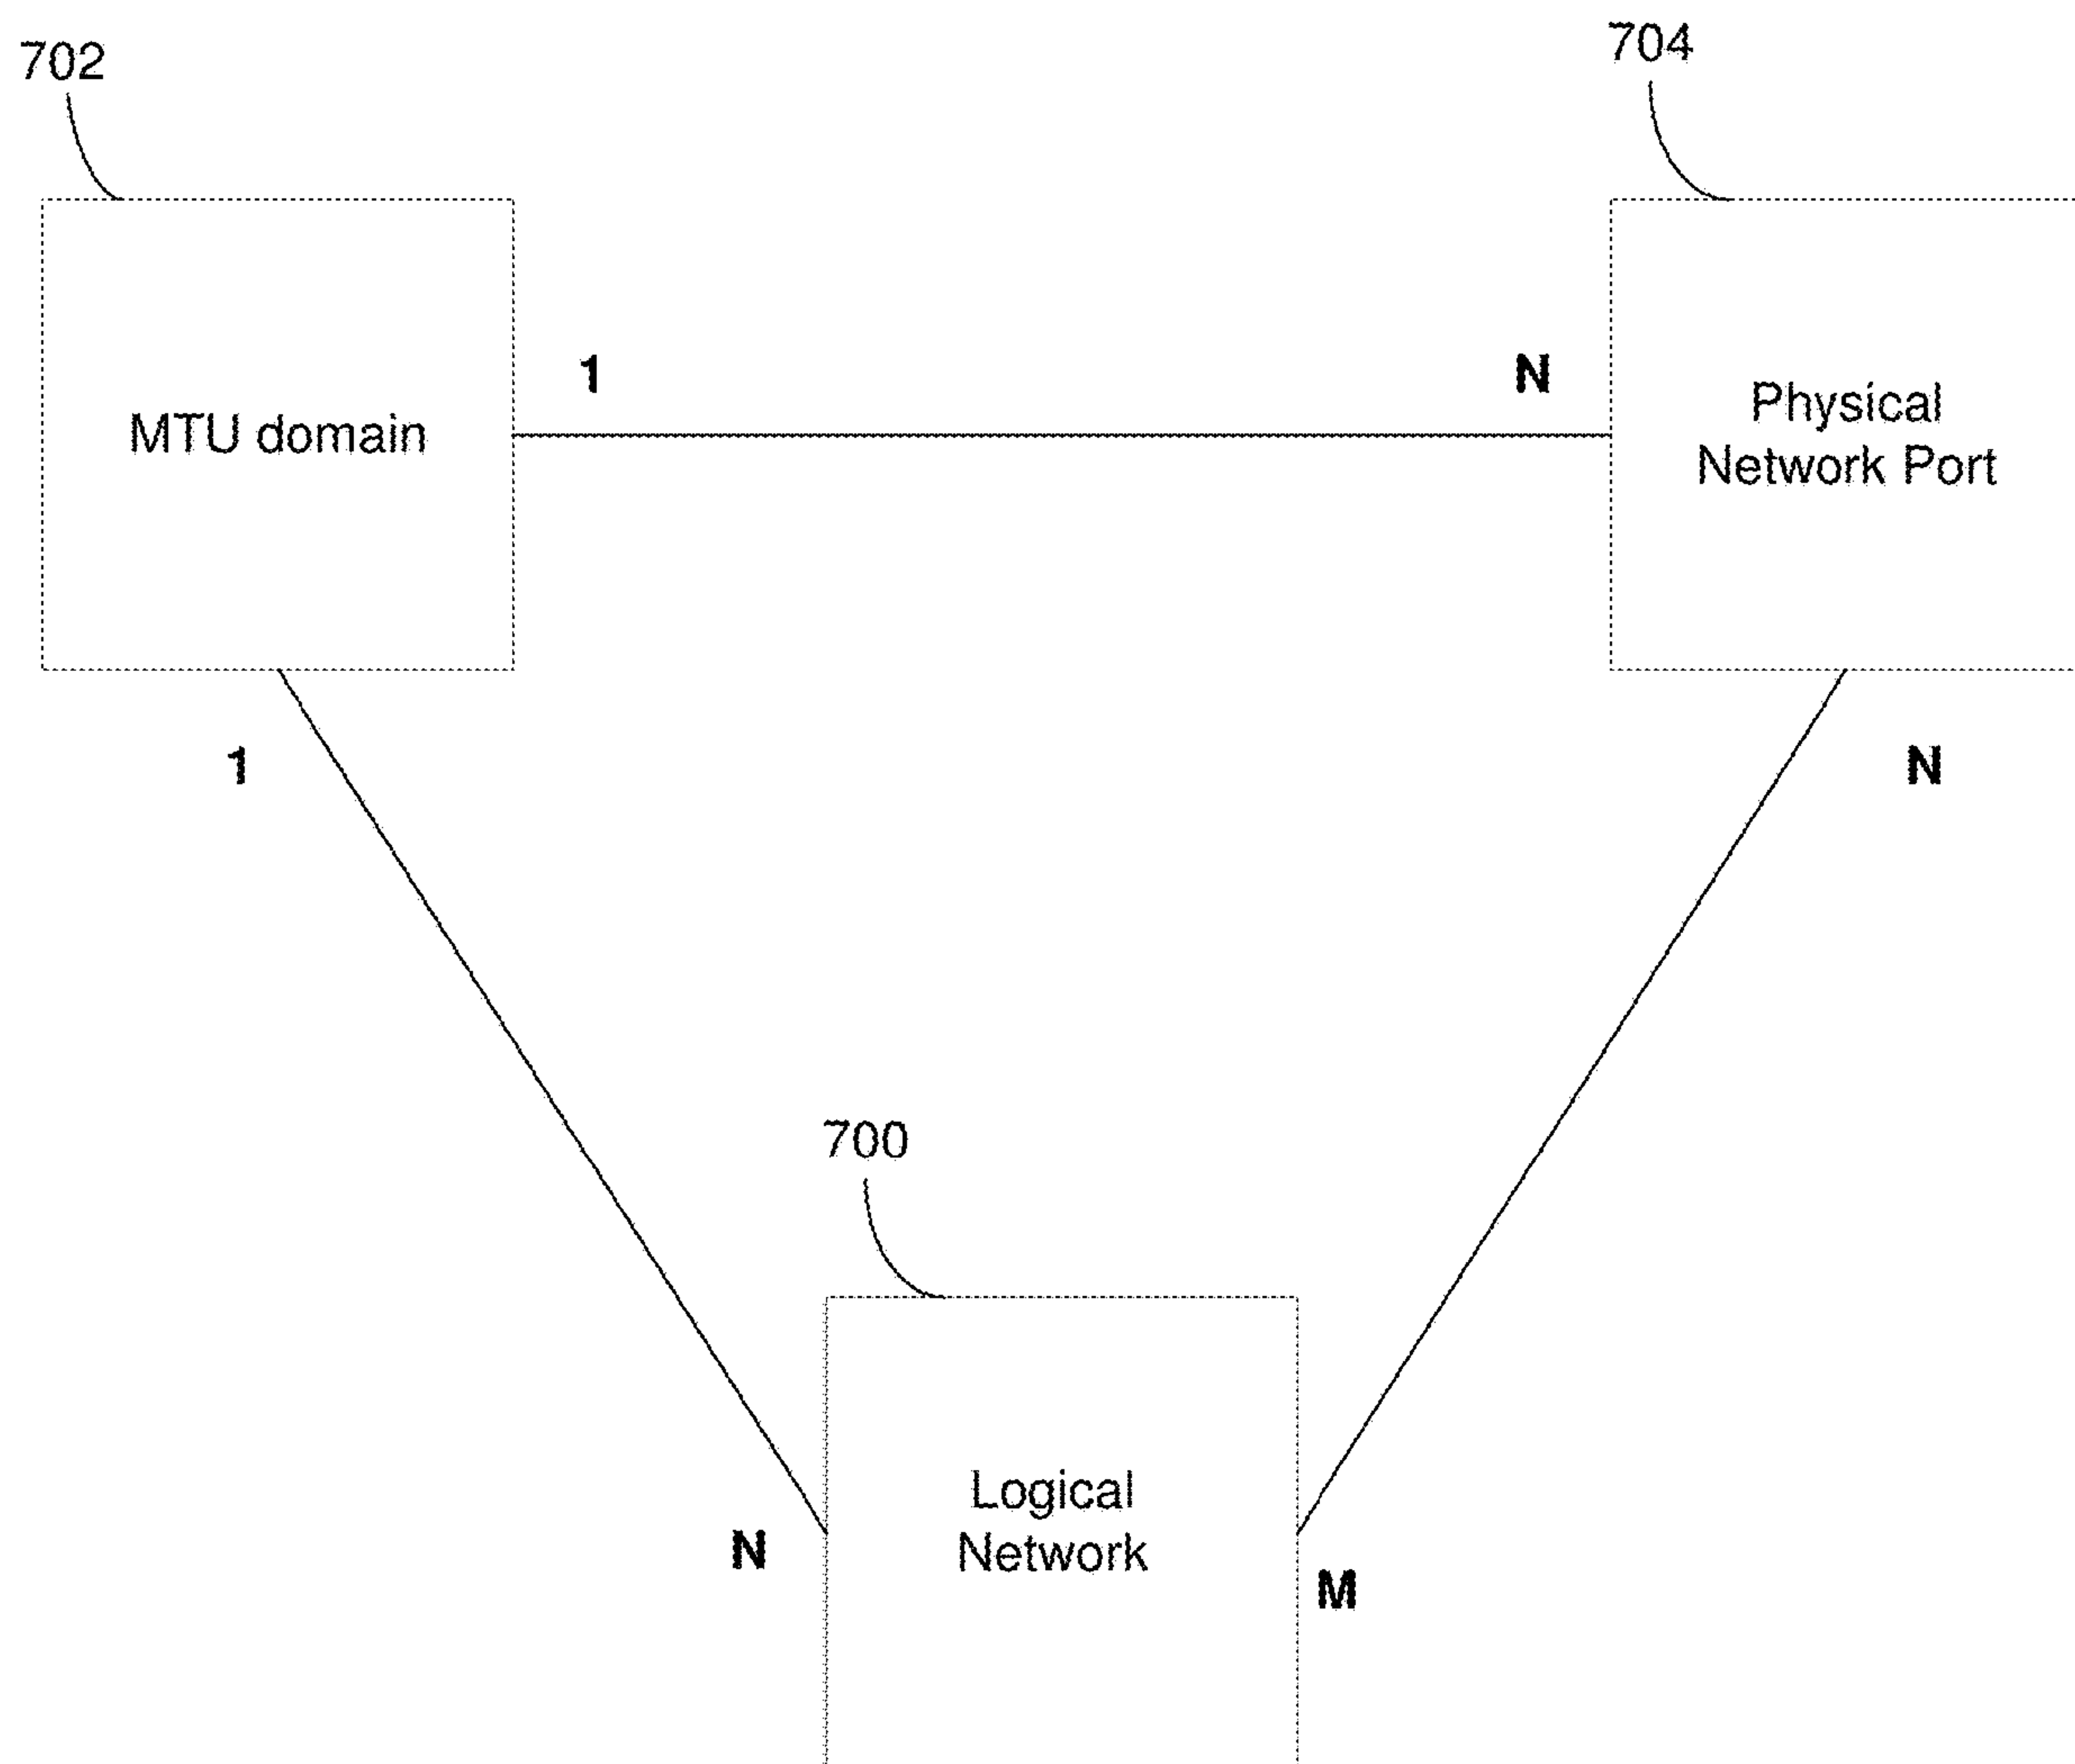 702
704
MTU domain
1
N
Physical
Network Port
1
N
700
Logical
Network
N
M